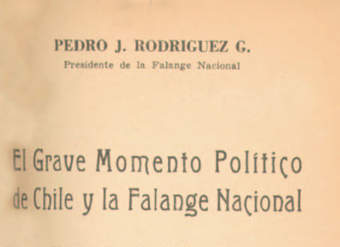 PEDRO J. RODRIGUEZ G.
Presidente de la Falange Nacional
El Grave Momento Político
de Chile y la Falange Nacional